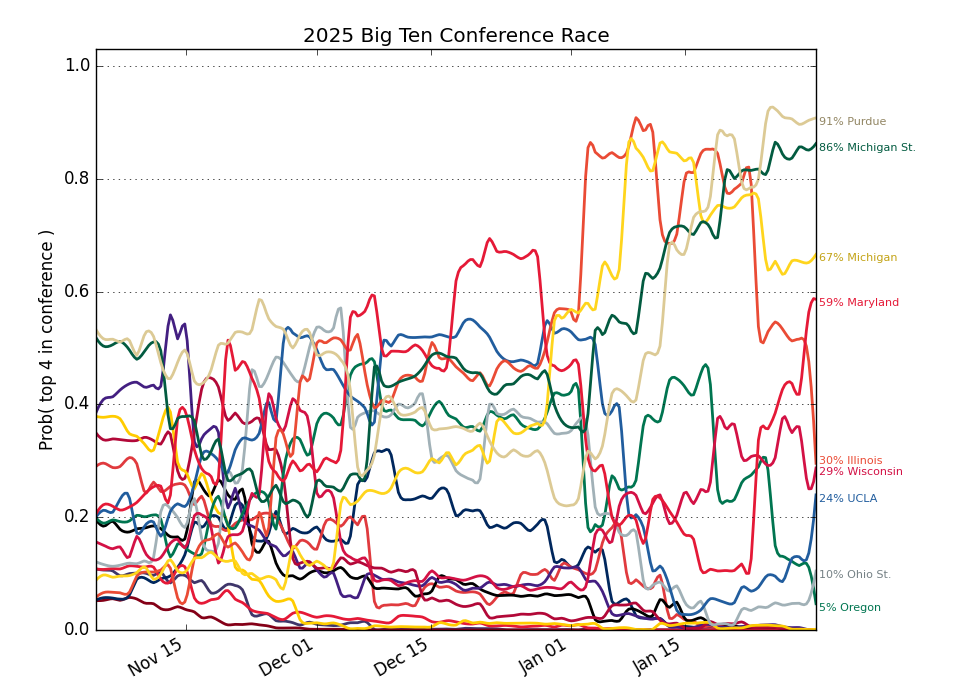 2025 Big Ten Conference Race
Prob( top 4 in conference )
1.0
0.8
0.6
0.4
0.2
0.0
Nov 15
Dec 01
Dec 15
Jan 01
Jan 15
91% Purdue
86% Michigan St.
67% Michigan
59% Maryland
30% Illinois
29% Wisconsin
24% UCLA
10% Ohio St.
5% Oregon